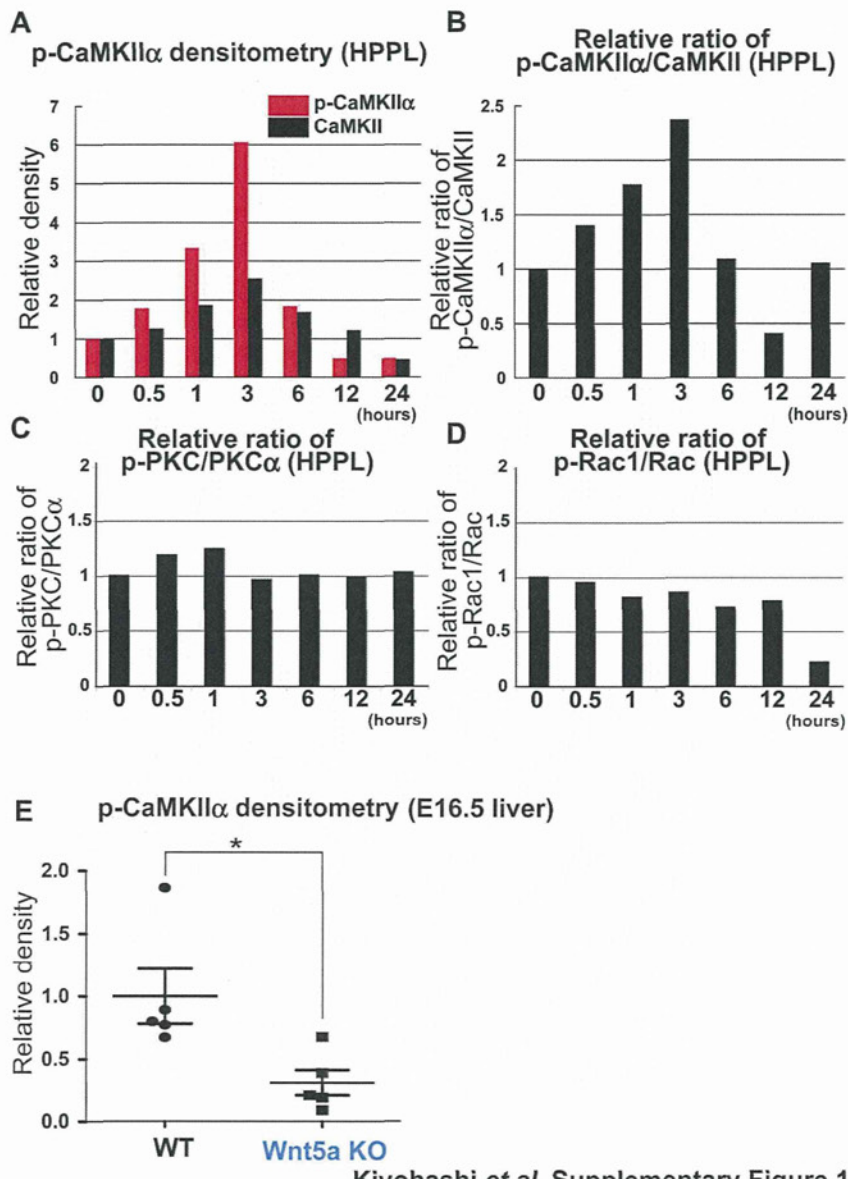 A
p-CaMKIIα densitometry (HPPL)
7
6
5
4
3
2
1
0
Relative density
p-CaMKIIα
CaMKII
0 0.5 1 3 6 12 24
(hours)
B
Relative ratio of
p-CaMKIIα/CaMKII (HPPL)
2.5
2
1.5
1
0.5
0
Relative ratio of
p-CaMKIIα/CaMKII
0 0.5 1 3 6 12 24
(hours)
C
Relative ratio of
p-PKC/PKCα (HPPL)
2
1.5
1
0.5
0
Relative ratio of
p-PKC/PKCα
0 0.5 1 3 6 12 24
(hours)
D
Relative ratio of
p-Rac1/Rac (HPPL)
2
1.5
1
0.5
0
Relative ratio of
p-Rac1/Rac
0 0.5 1 3 6 12 24
(hours)
E
p-CaMKIIα densitometry (E16.5 liver)
*
2.0
1.5
1.0
0.5
0.0
Relative density
WT Wnt5a KO
Kiyohashi et al. Supplementary Figure 1